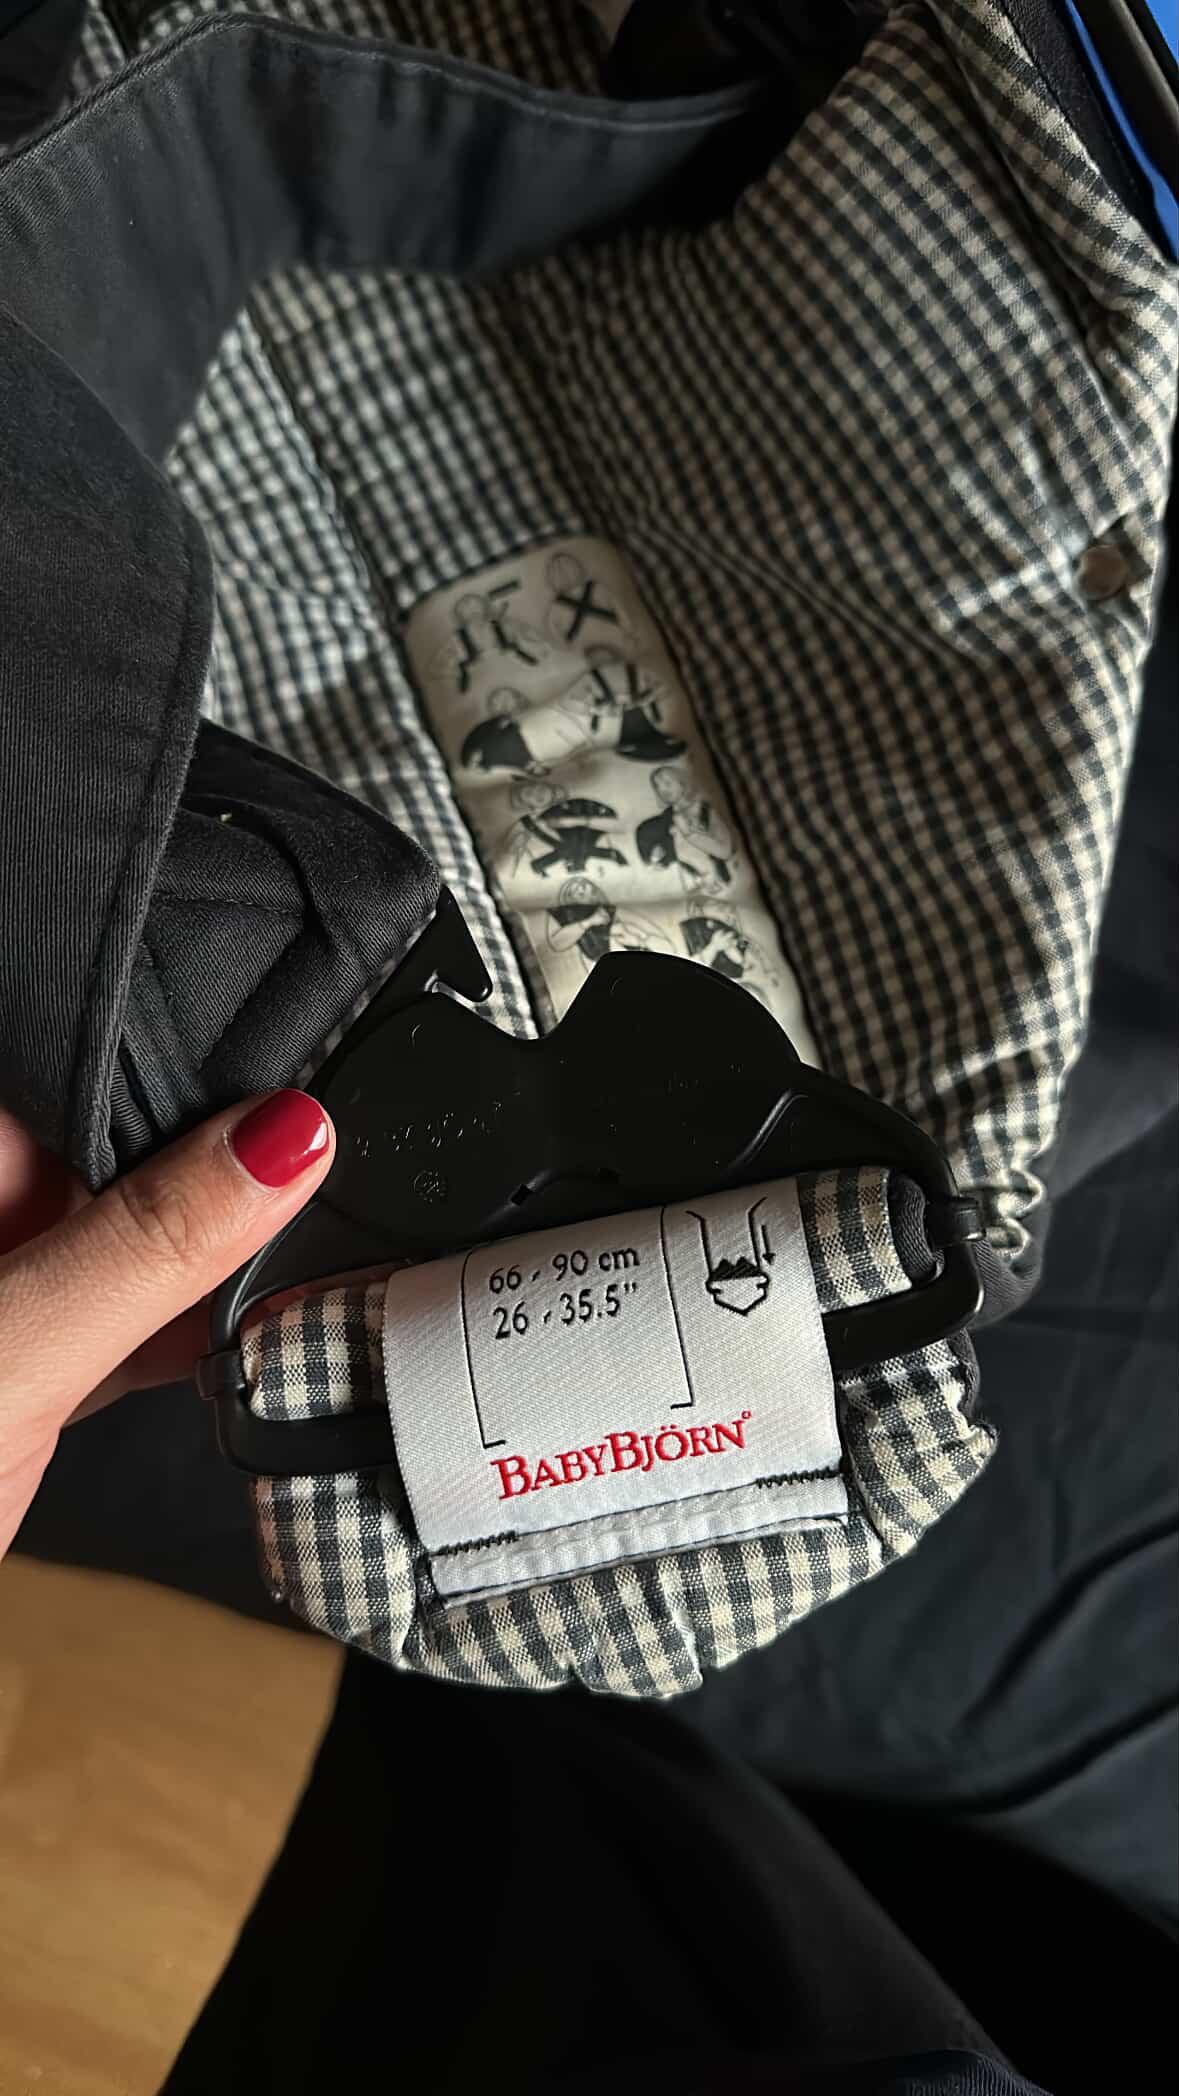 66 - 90 cm
26 - 35.5"
BABYBJÖRN